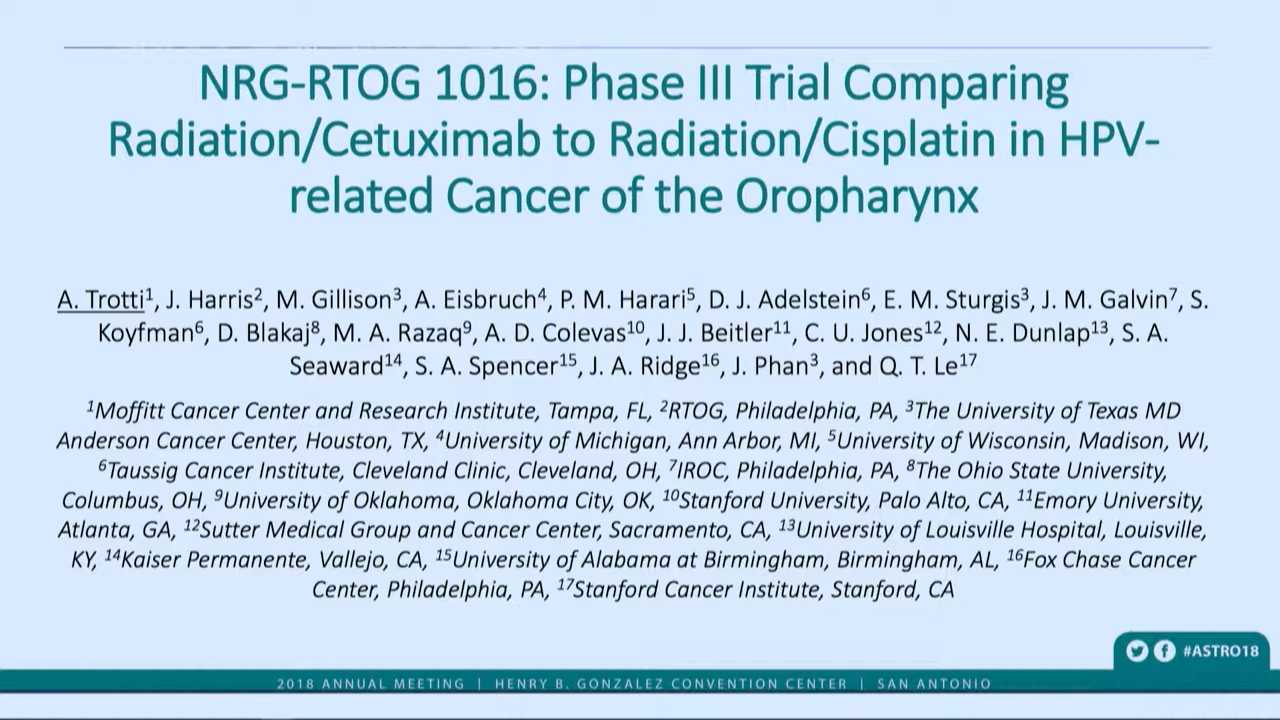 NRG-RTOG 1016: Phase III Trial Comparing
Radiation/Cetuximab to Radiation/Cisplatin in HPV-
related Cancer of the Oropharynx
A. Trotti¹, J. Harris², M. Gillison³, A. Eisbruch⁴, P. M. Harari⁵, D. J. Adelstein⁶, E. M. Sturgis³, J. M. Galvin⁷, S.
Koyfman⁶, D. Blakaj⁸, M. A. Razaq⁹, A. D. Colevas¹⁰, J. J. Beitler¹¹, C. U. Jones¹², N. E. Dunlap¹³, S. A.
Seaward¹⁴, S. A. Spencer¹⁵, J. A. Ridge¹⁶, J. Phan³, and Q. T. Le¹⁷
¹Moffitt Cancer Center and Research Institute, Tampa, FL, ²RTOG, Philadelphia, PA, ³The University of Texas MD
Anderson Cancer Center, Houston, TX, ⁴University of Michigan, Ann Arbor, MI, ⁵University of Wisconsin, Madison, WI,
⁶Taussig Cancer Institute, Cleveland Clinic, Cleveland, OH, ⁷IROC, Philadelphia, PA, ⁸The Ohio State University,
Columbus, OH, ⁹University of Oklahoma, Oklahoma City, OK, ¹⁰Stanford University, Palo Alto, CA, ¹¹Emory University,
Atlanta, GA, ¹²Sutter Medical Group and Cancer Center, Sacramento, CA, ¹³University of Louisville Hospital, Louisville,
KY, ¹⁴Kaiser Permanente, Vallejo, CA, ¹⁵University of Alabama at Birmingham, Birmingham, AL, ¹⁶Fox Chase Cancer
Center, Philadelphia, PA, ¹⁷Stanford Cancer Institute, Stanford, CA
#ASTRO18
2018 ANNUAL MEETING | HENRY B. GONZALEZ CONVENTION CENTER | SAN ANTONIO